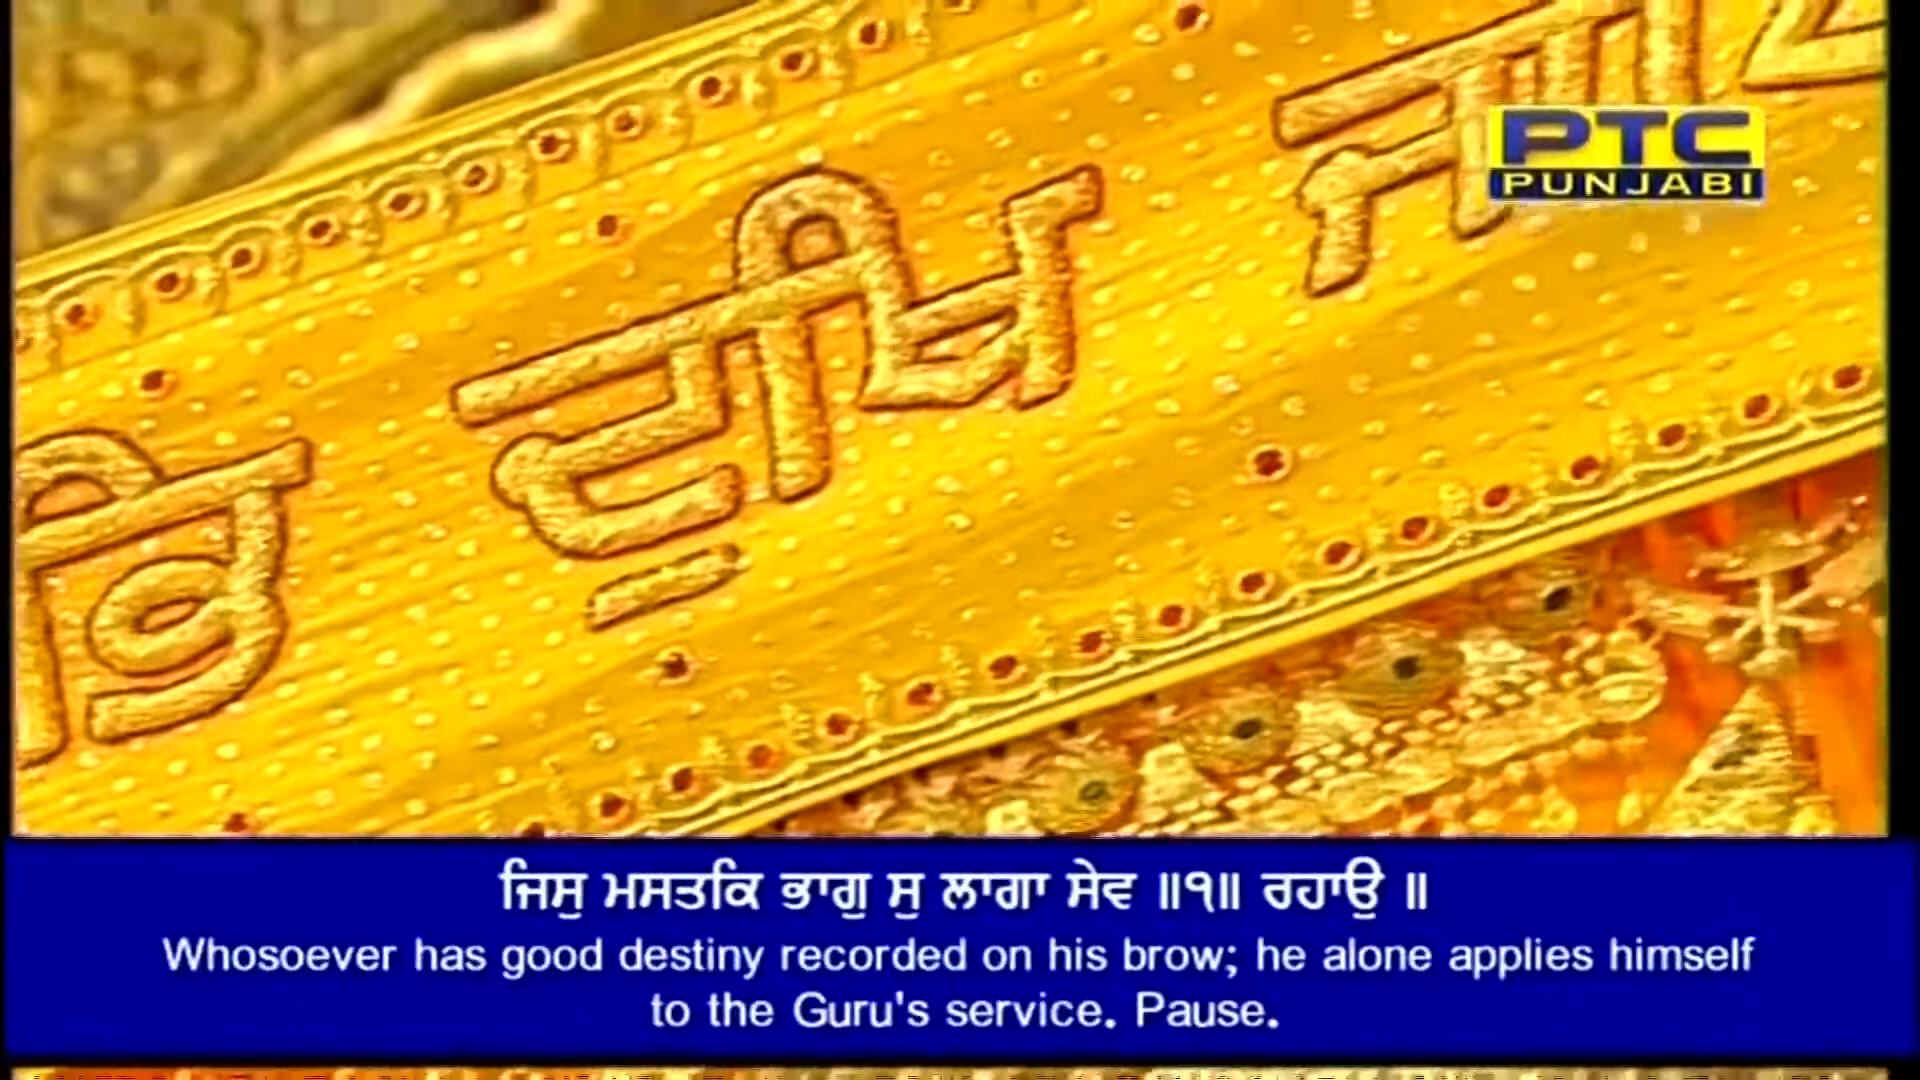 PTC
PUNJABI
ਜਿਸੁ ਮਸਤਕਿ ਭਾਗੁ ਸੁ ਲਾਗਾ ਸੇਵ ॥੧॥ ਰਹਾਉ ॥
Whosoever has good destiny recorded on his brow; he alone applies himself
to the Guru's service. Pause.